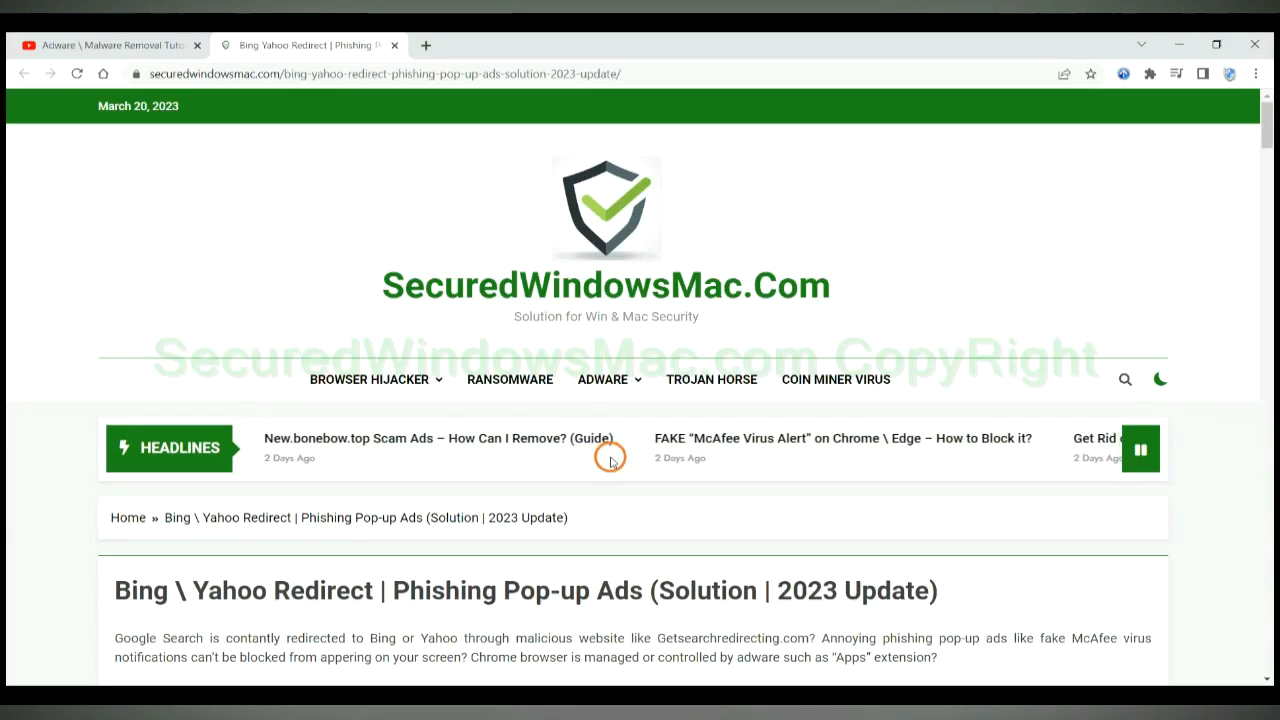 Adware \ Malware Removal Tuto
Bing Yahoo Redirect | Phishing P
securedwindowsmac.com/bing-yahoo-redirect-phishing-pop-up-ads-solution-2023-update/
March 20, 2023
SecuredWindowsMac.Com
Solution for Win & Mac Security
SecuredWindowsMac.com CopyRight
BROWSER HIJACKER RANSOMWARE ADWARE TROJAN HORSE COIN MINER VIRUS
HEADLINES
New.bonebow.top Scam Ads – How Can I Remove? (Guide)
2 Days Ago
FAKE “McAfee Virus Alert” on Chrome \ Edge – How to Block it?
2 Days Ago
Get Rid
2 Days Ago
Home » Bing \ Yahoo Redirect | Phishing Pop-up Ads (Solution | 2023 Update)
Bing \ Yahoo Redirect | Phishing Pop-up Ads (Solution | 2023 Update)
Google Search is contantly redirected to Bing or Yahoo through malicious website like Getsearchredirecting.com? Annoying phishing pop-up ads like fake McAfee virus
notifications can’t be blocked from appering on your screen? Chrome browser is managed or controlled by adware such as “Apps” extension?